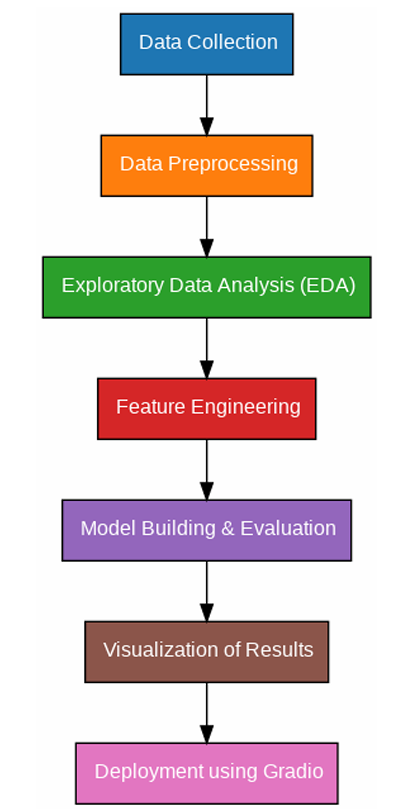 Data Collection
Data Preprocessing
Exploratory Data Analysis (EDA)
Feature Engineering
Model Building & Evaluation
Visualization of Results
Deployment using Gradio